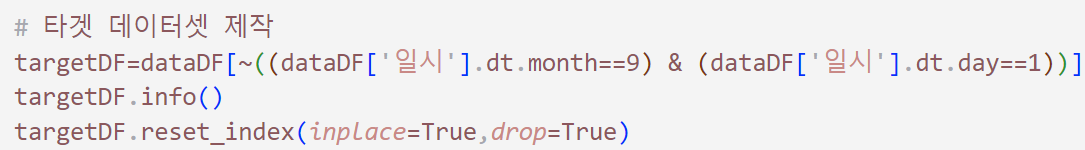 # 타겟 데이터셋 제작
targetDF=dataDF[~((dataDF['일시'].dt.month==9) & (dataDF['일시'].dt.day==1))]
targetDF.info()
targetDF.reset_index(inplace=True,drop=True)